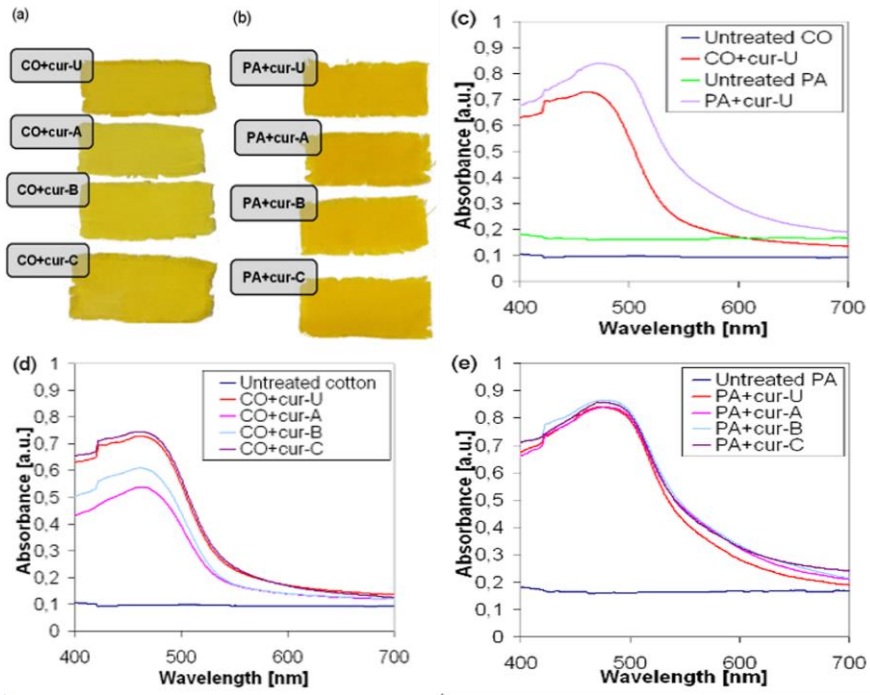 (a)
CO+cur-U
CO+cur-A
CO+cur-B
CO+cur-C
(b)
PA+cur-U
PA+cur-A
PA+cur-B
PA+cur-C
(c)
Absorbance [a.u.]
1
0,9
0,8
0,7
0,6
0,5
0,4
0,3
0,2
0,1
0
400 500 600 700
Wavelength [nm]
Untreated CO
CO+cur-U
Untreated PA
PA+cur-U
(d)
Absorbance [a.u.]
1
0,9
0,8
0,7
0,6
0,5
0,4
0,3
0,2
0,1
0
400 500 600 700
Wavelength [nm]
Untreated cotton
CO+cur-U
CO+cur-A
CO+cur-B
CO+cur-C
(e)
Absorbance [a.u.]
1
0,9
0,8
0,7
0,6
0,5
0,4
0,3
0,2
0,1
0
400 500 600 700
Wavelength [nm]
Untreated PA
PA+cur-U
PA+cur-A
PA+cur-B
PA+cur-C